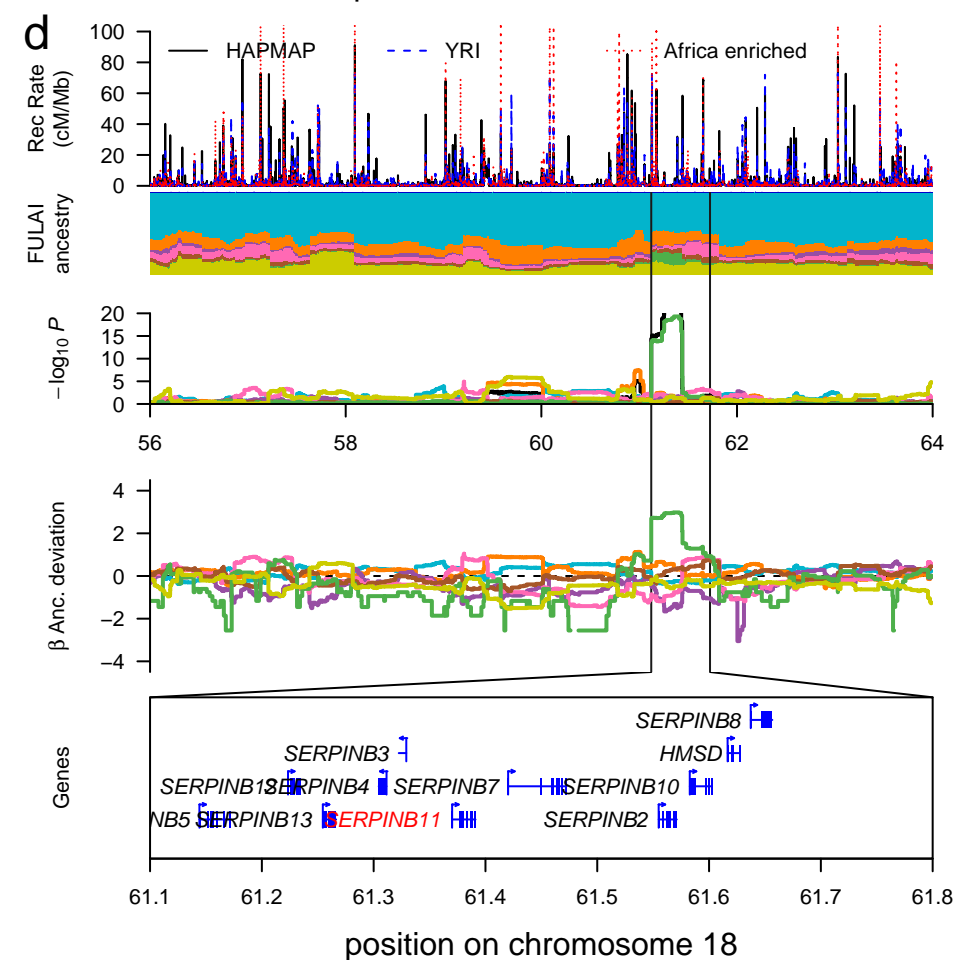 d
Rec Rate
(cM/Mb)
100
80
60
40
20
0
HAPMAP
YRI
Africa enriched
FULAI
ancestry
−log10 P
20
15
10
5
0
56
58
60
62
64
β Anc. deviation
4
2
0
−2
−4
Genes
SERPINB8
SERPINB3
HMSD
SERPINB12
SERPINB4
SERPINB7
SERPINB10
NB5
SERPINB13
SERPINB11
SERPINB2
61.1
61.2
61.3
61.4
61.5
61.6
61.7
61.8
position on chromosome 18